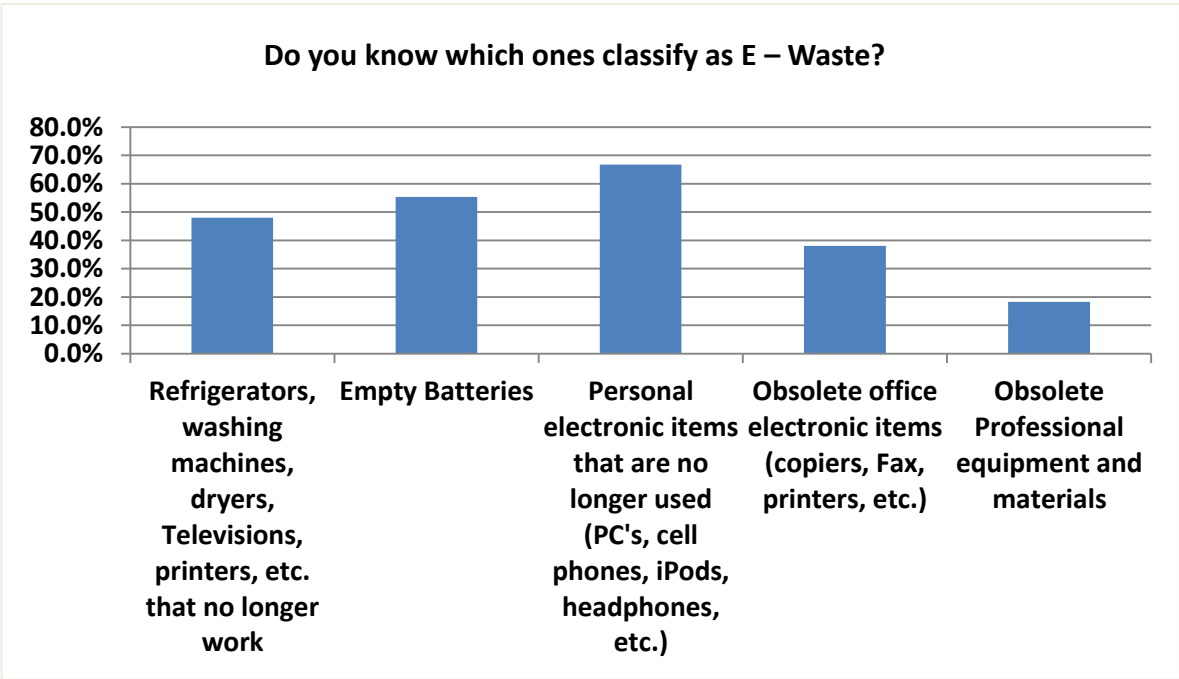 Do you know which ones classify as E – Waste?
80.0%
70.0%
60.0%
50.0%
40.0%
30.0%
20.0%
10.0%
0.0%
Refrigerators,
washing
machines,
dryers,
Televisions,
printers, etc.
that no longer
work
Empty Batteries
Personal
electronic items
that are no
longer used
(PC's, cell
phones, iPods,
headphones,
etc.)
Obsolete office
electronic items
(copiers, Fax,
printers, etc.)
Obsolete
Professional
equipment and
materials